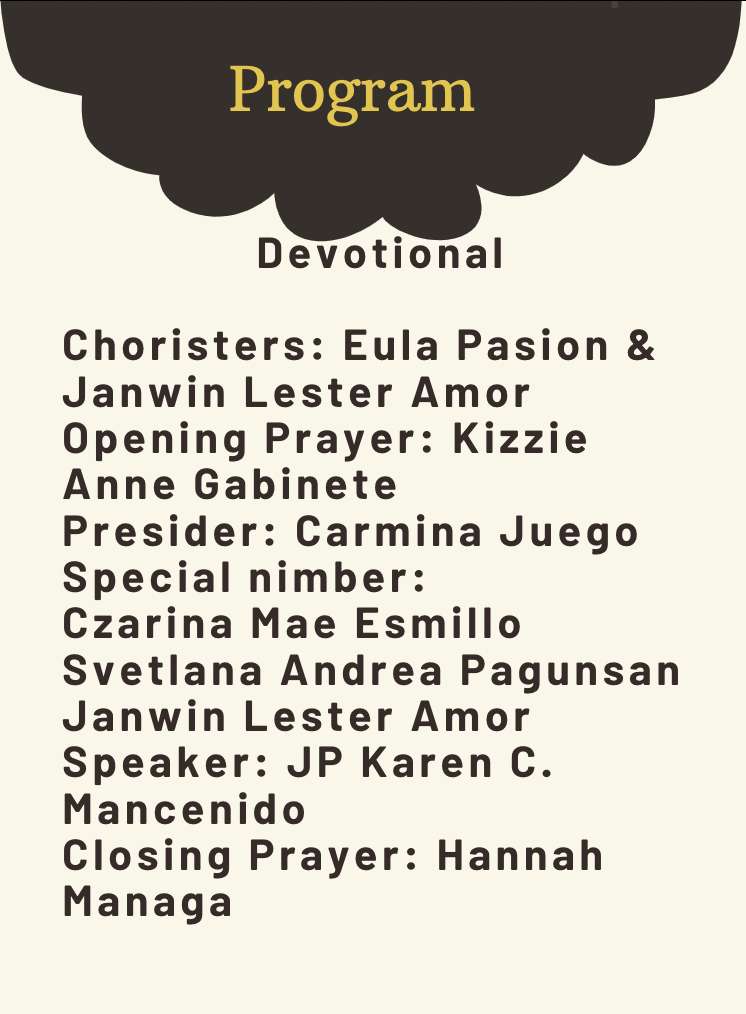 Program
Devotional
Choristers: Eula Pasion &
Janwin Lester Amor
Opening Prayer: Kizzie
Anne Gabinete
Presider: Carmina Juego
Special nimber:
Czarina Mae Esmillo
Svetlana Andrea Pagunsan
Janwin Lester Amor
Speaker: JP Karen C.
Mancenido
Closing Prayer: Hannah
Managa